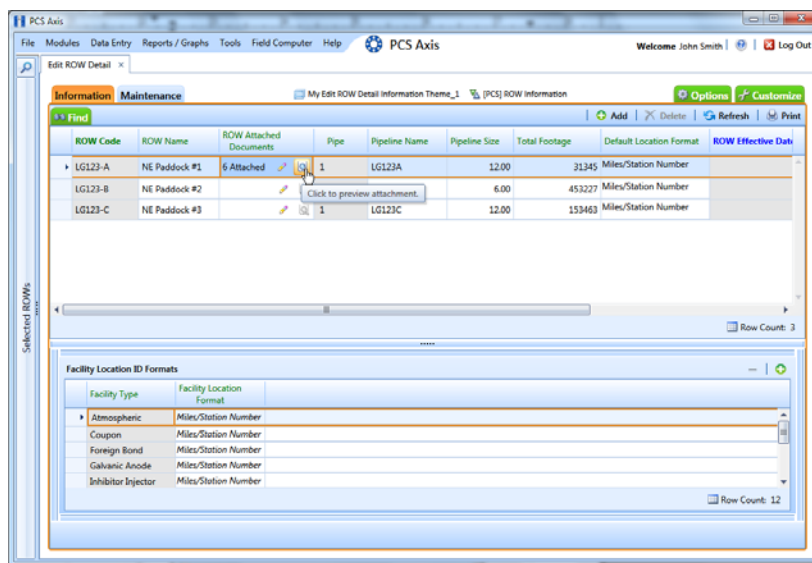 PCS Axis
File Modules Data Entry Reports / Graphs Tools Field Computer Help PCS Axis Welcome John Smith Log Out
Edit ROW Detail ×
Information Maintenance My Edit ROW Detail Information Theme_1 [PCS] ROW Information Options Customize
Find Add Delete Refresh Print
ROW Code ROW Name ROW Attached Documents Pipe Pipeline Name Pipeline Size Total Footage Default Location Format ROW Effective Date
LG123-A NE Paddock #1 6 Attached 1 LG123A 12.00 31345 Miles/Station Number
LG123-B NE Paddock #2 6.00 453227 Miles/Station Number
Click to preview attachment.
LG123-C NE Paddock #3 1 LG123C 12.00 153463 Miles/Station Number
Selected ROWs
Row Count: 3
Facility Location ID Formats
Facility Type Facility Location Format
Atmospheric Miles/Station Number
Coupon Miles/Station Number
Foreign Bond Miles/Station Number
Galvanic Anode Miles/Station Number
Inhibitor Injector Miles/Station Number
Row Count: 12